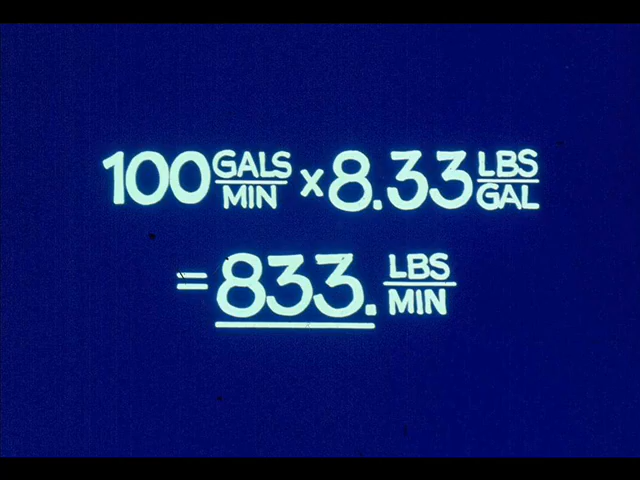 100 GALS/MIN x 8.33 LBS/GAL
= 833. LBS/MIN